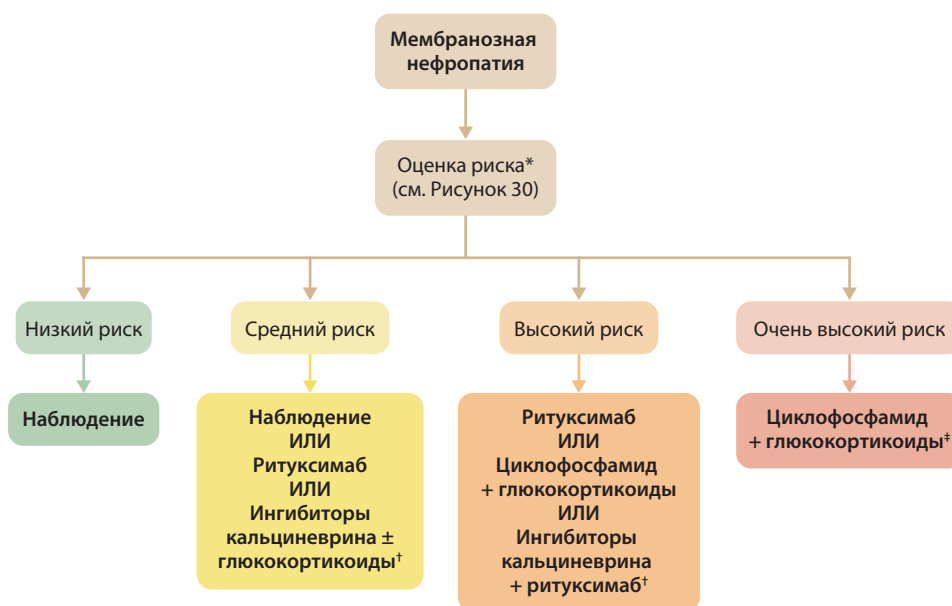 Мембранозная
нефропатия
Оценка риска*
(см. Рисунок 30)
Низкий риск
Средний риск
Высокий риск
Очень высокий риск
Наблюдение
Наблюдение
ИЛИ
Ритуксимаб
ИЛИ
Ингибиторы
кальциневрина ±
глюкокортикоиды†
Ритуксимаб
ИЛИ
Циклофосфамид
+ глюкокортикоиды
ИЛИ
Ингибиторы
кальциневрина
+ ритуксимаб†
Циклофосфамид
+ глюкокортикоиды‡